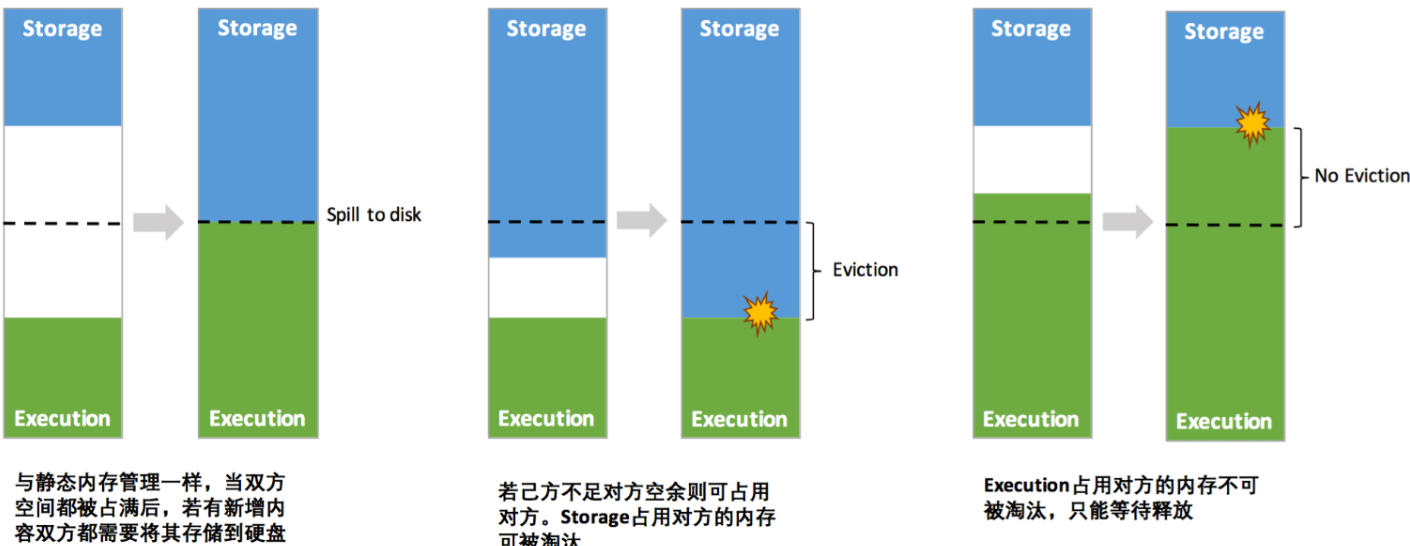 Storage
Storage
Spill to disk
Execution
Execution
与静态内存管理一样，当双方
空间都被占满后，若有新增内
容双方都需要将其存储到硬盘
Storage
Storage
Eviction
Execution
Execution
若己方不足对方空余则可占用
对方。Storage占用对方的内存
可被淘汰
Storage
Storage
No Eviction
Execution
Execution
Execution占用对方的内存不可
被淘汰，只能等待释放